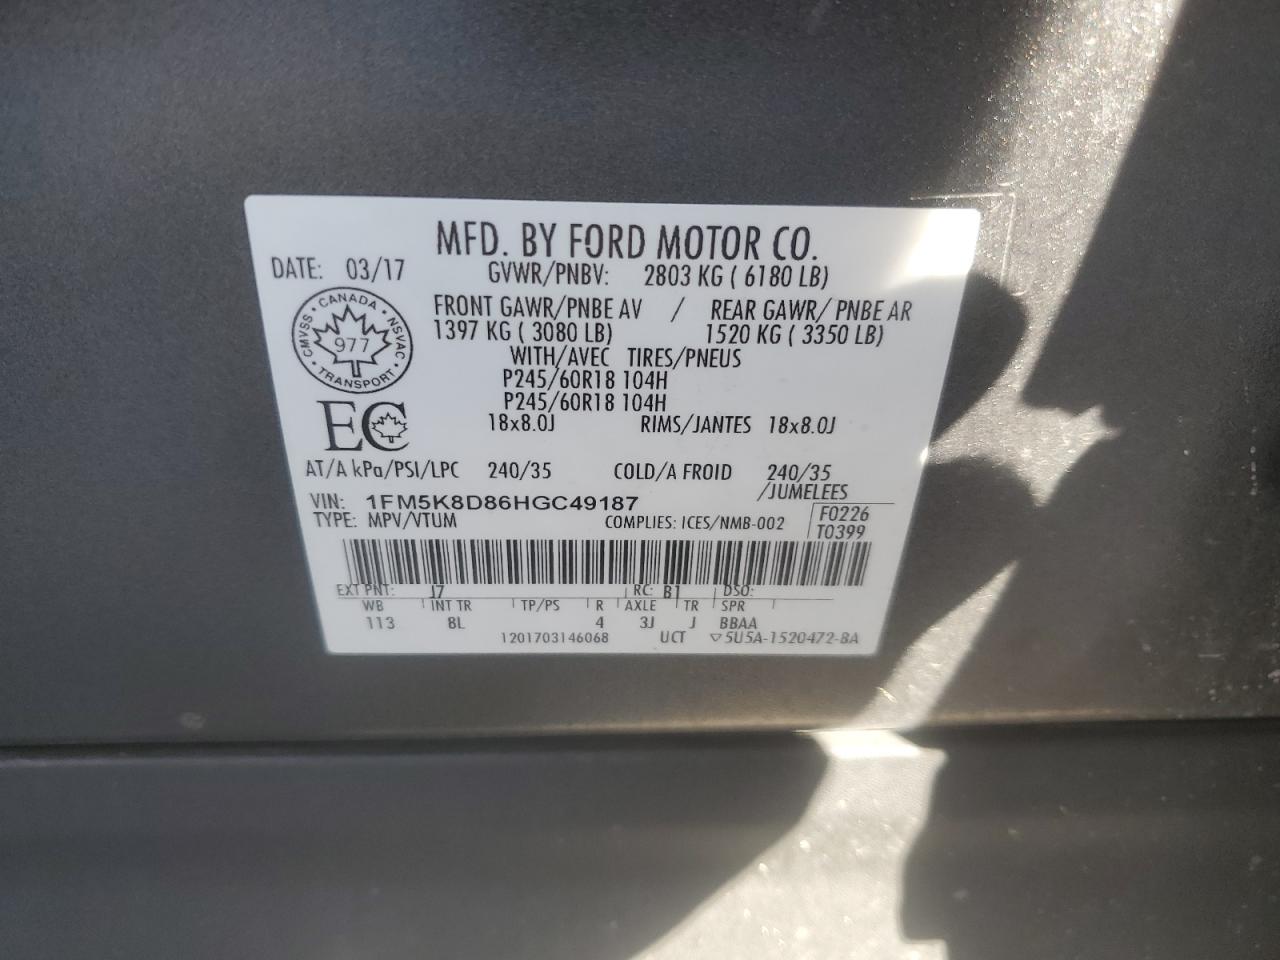 MFD. BY FORD MOTOR CO.
DATE: 03/17 GVWR/PNBV: 2803 KG ( 6180 LB)
FRONT GAWR/PNBE AV / REAR GAWR/ PNBE AR
1397 KG ( 3080 LB) 1520 KG ( 3350 LB)
WITH/AVEC TIRES/PNEUS
P245/60R18 104H
P245/60R18 104H
18x8.0J RIMS/JANTES 18x8.0J
CANADA
CMVSS NSVAC
977
TRANSPORT
EC
AT/A kPa/PSI/LPC 240/35 COLD/A FROID 240/35
/JUMELEES
VIN: 1FM5K8D86HGC49187
TYPE: MPV/VTUM COMPLIES: ICES/NMB-002 F0226
T0399
EXT PNT: J7 RC: B1 DSO:
WB INT TR TP/PS R AXLE TR SPR
113 8L 4 3J J BBAA
1201703146068 UCT ▽5U5A-1520472-BA